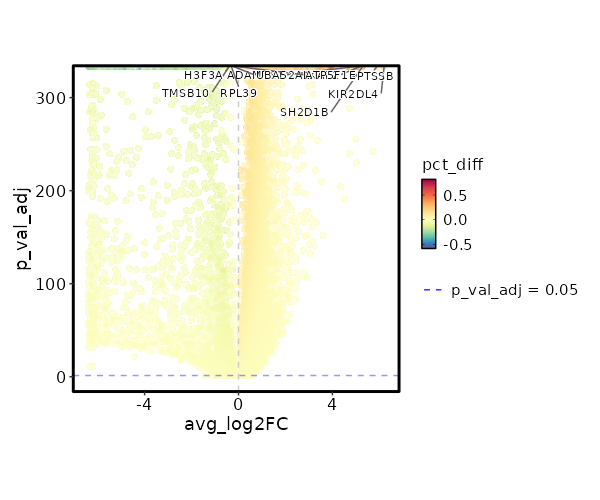 H3F3A
TMSB10
RPL39
KIR2DL4
SH2D1B
300
200
100
0
-4
0
4
avg_log2FC
p_val_adj
pct_diff
0.5
0.0
-0.5
p_val_adj = 0.05